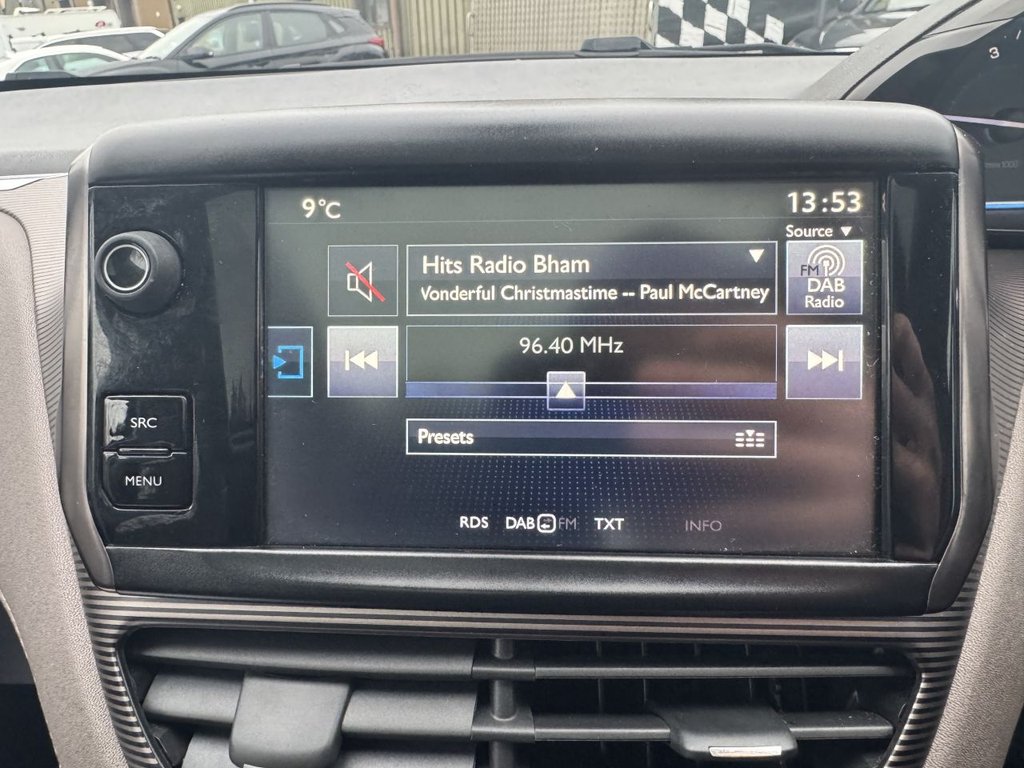 3
9°C
13:53
Source
Hits Radio Bham
Vonderful Christmastime -- Paul McCartney
FM
DAB
Radio
96.40 MHz
SRC
Presets
MENU
RDS DAB FM TXT INFO